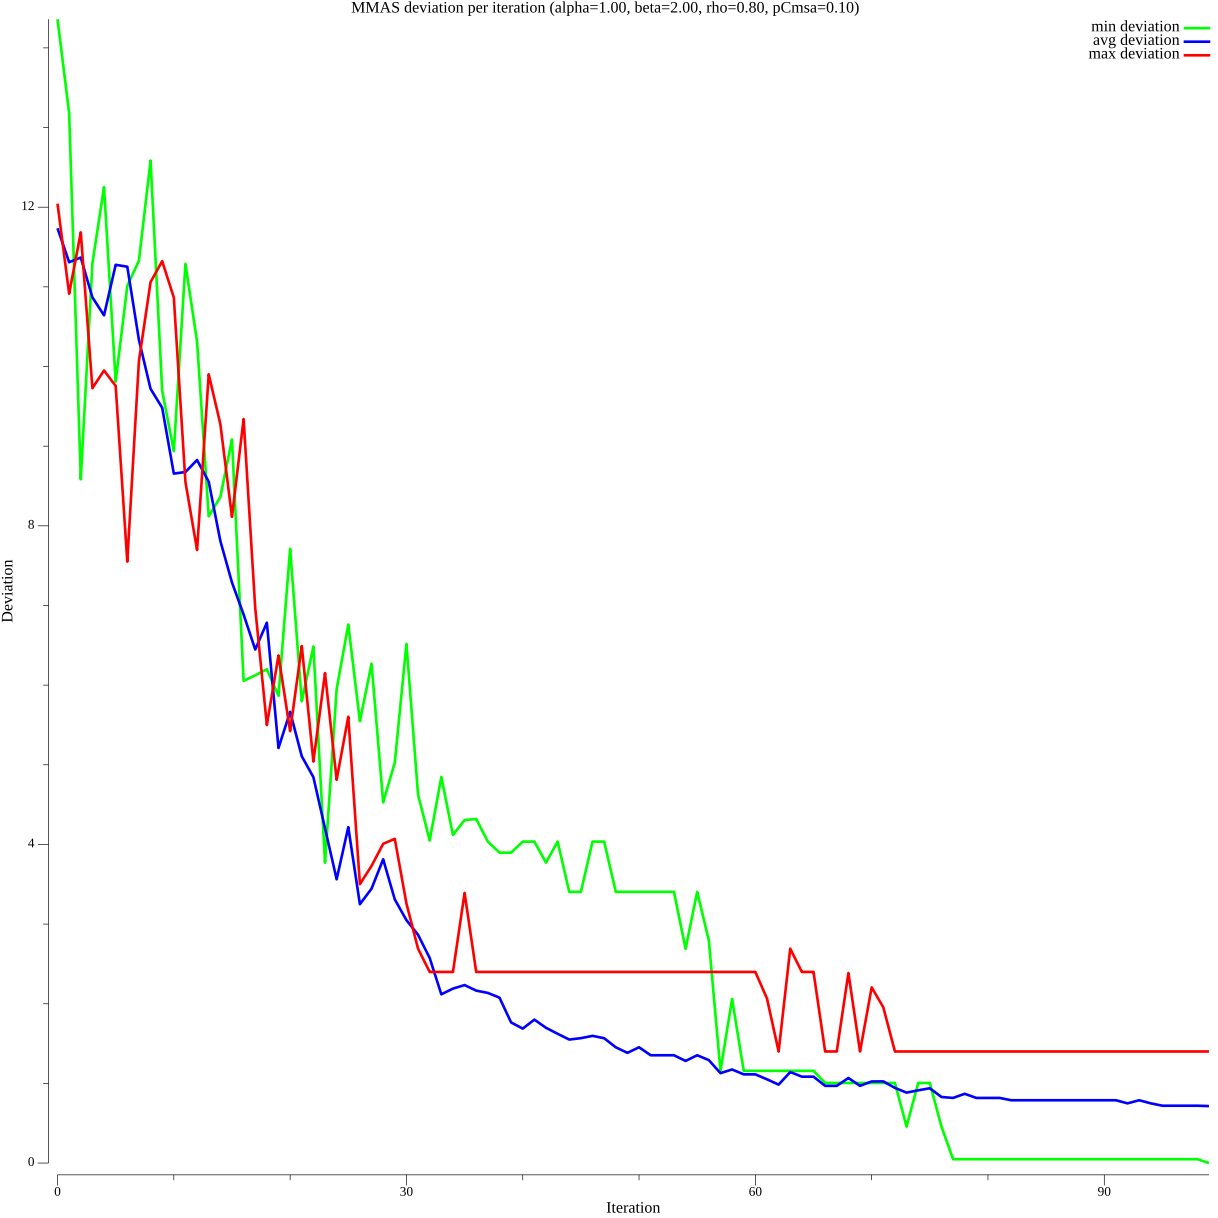 MMAS deviation per iteration (alpha=1.00, beta=2.00, rho=0.80, pCmsa=0.10)
min deviation
avg deviation
max deviation
12
8
4
0
Deviation
0 30 60 90
Iteration